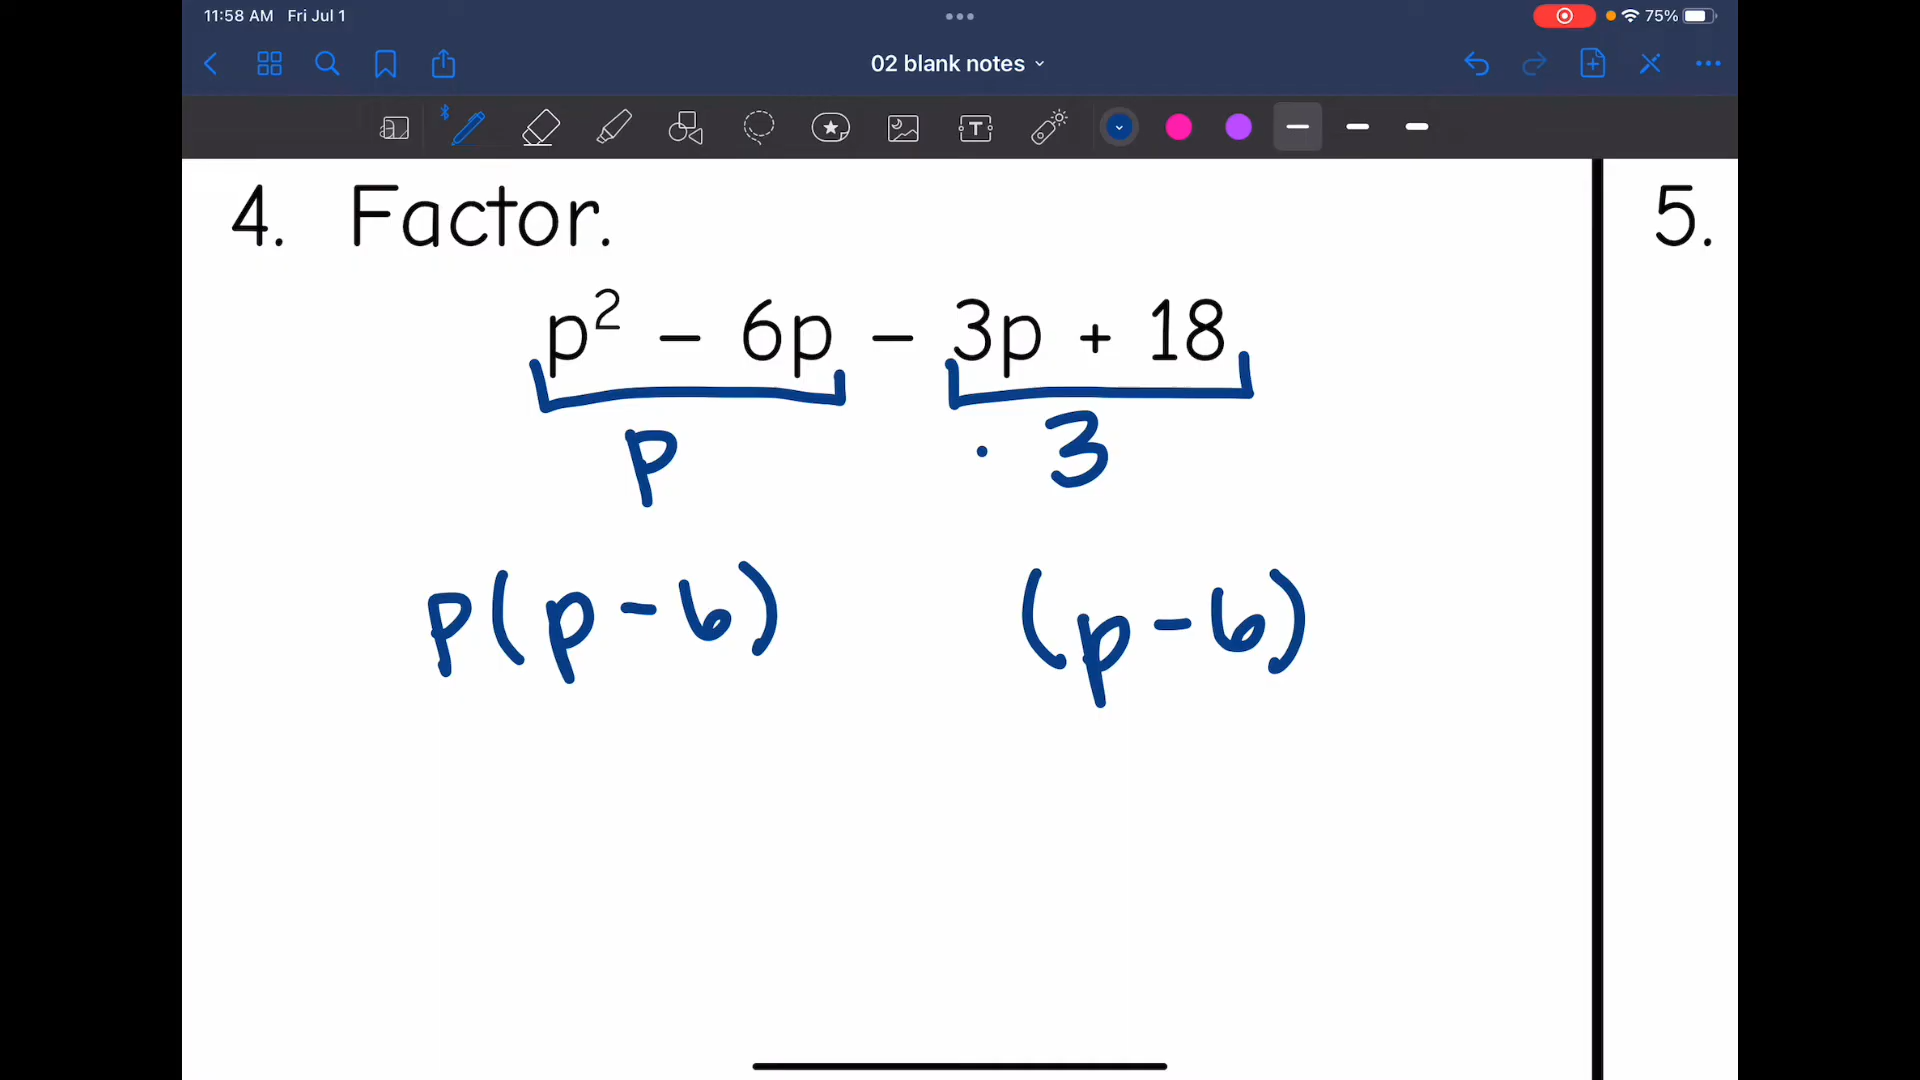 11:58 AM Fri Jul 1 75%
02 blank notes
T
4. Factor.
5.
p² – 6p – 3p + 18
p · 3
p(p-6) (p-6)